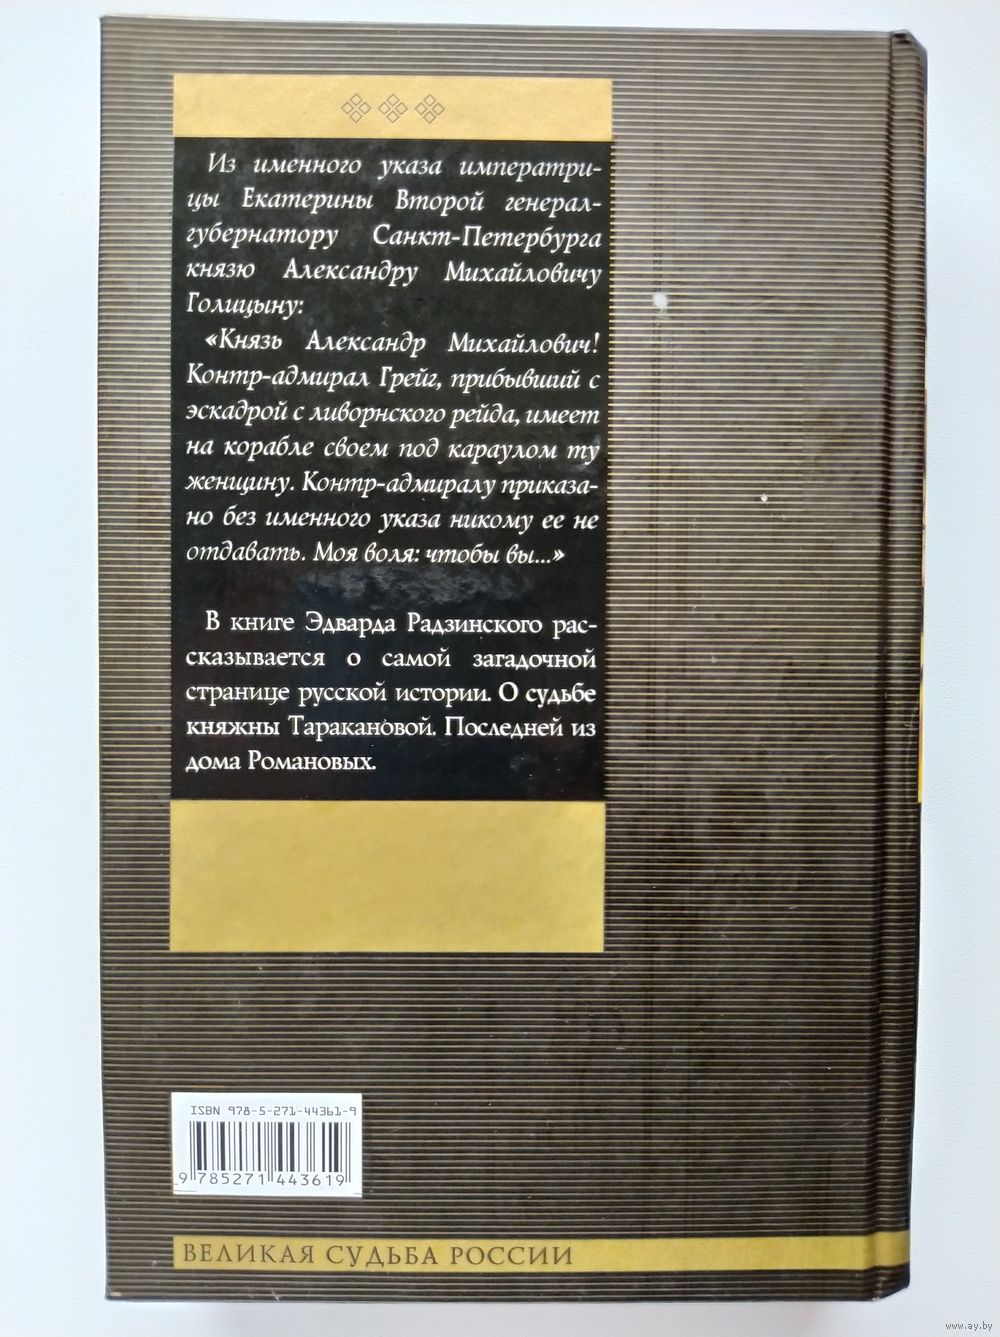 Из именного указа императри-
цы Екатерины Второй генерал-
губернатору Санкт-Петербурга
князю Александру Михайловичу
Голицыну:
«Князь Александр Михайлович!
Контр-адмирал Грейг, прибывший с
эскадрой с ливорнского рейда, имеет
на корабле своем под караулом ту
женщину. Контр-адмиралу приказа-
но без именного указа никому ее не
отдавать. Моя воля: чтобы вы...»
В книге Эдварда Радзинского рас-
сказывается о самой загадочной
странице русской истории. О судьбе
княжны Таракановой. Последней из
дома Романовых.
ISBN 978-5-271-44361-9
9 785271 443619
ВЕЛИКАЯ СУДЬБА РОССИИ
www.ay.by